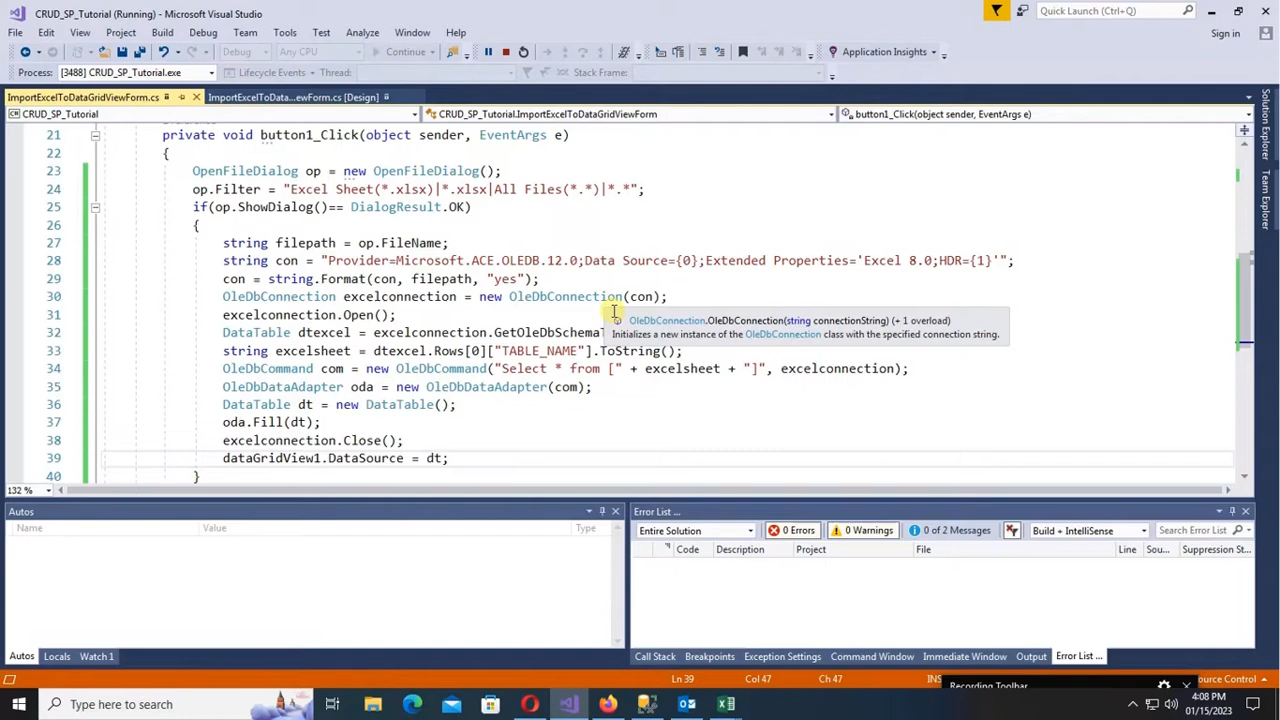 CRUD_SP_Tutorial (Running) - Microsoft Visual Studio
Quick Launch (Ctrl+Q)
File Edit View Project Build Debug Team Tools Test Analyze Window Help
Sign in
Debug Any CPU Continue Application Insights
Process: [3488] CRUD_SP_Tutorial.exe Lifecycle Events Thread: Stack Frame:
ImportExcelToDataGridViewForm.cs ImportExcelToData...ewForm.cs [Design]
CRUD_SP_Tutorial CRUD_SP_Tutorial.ImportExcelToDataGridViewForm button1_Click(object sender, EventArgs e)
21 private void button1_Click(object sender, EventArgs e)
22 {
23 OpenFileDialog op = new OpenFileDialog();
24 op.Filter = "Excel Sheet(*.xlsx)|*.xlsx|All Files(*.*)|*.*";
25 if(op.ShowDialog()== DialogResult.OK)
26 {
27 string filepath = op.FileName;
28 string con = "Provider=Microsoft.ACE.OLEDB.12.0;Data Source={0};Extended Properties='Excel 8.0;HDR={1}'";
29 con = string.Format(con, filepath, "yes");
30 OleDbConnection excelconnection = new OleDbConnection(con);
31 excelconnection.Open();
OleDbConnection.OleDbConnection(string connectionString) (+ 1 overload)
32 DataTable dtexcel = excelconnection.GetOleDbSchemaT
Initializes a new instance of the OleDbConnection class with the specified connection string.
33 string excelsheet = dtexcel.Rows[0]["TABLE_NAME"].ToString();
34 OleDbCommand com = new OleDbCommand("Select * from [" + excelsheet + "]", excelconnection);
35 OleDbDataAdapter oda = new OleDbDataAdapter(com);
36 DataTable dt = new DataTable();
37 oda.Fill(dt);
38 excelconnection.Close();
39 dataGridView1.DataSource = dt;
40 }
132 %
Solution Explorer
Team Explorer
Autos
Name Value Type
Autos Locals Watch 1
Error List ...
Entire Solution 0 Errors 0 Warnings 0 of 2 Messages Build + IntelliSense Search Error List
Code Description Project File Line Sou... Suppression St...
Call Stack Breakpoints Exception Settings Command Window Immediate Window Output Error List ...
Ln 39 Col 47 Ch 47 INS
Recording Toolbar
Source Control
Type here to search
4:08 PM
01/15/2023